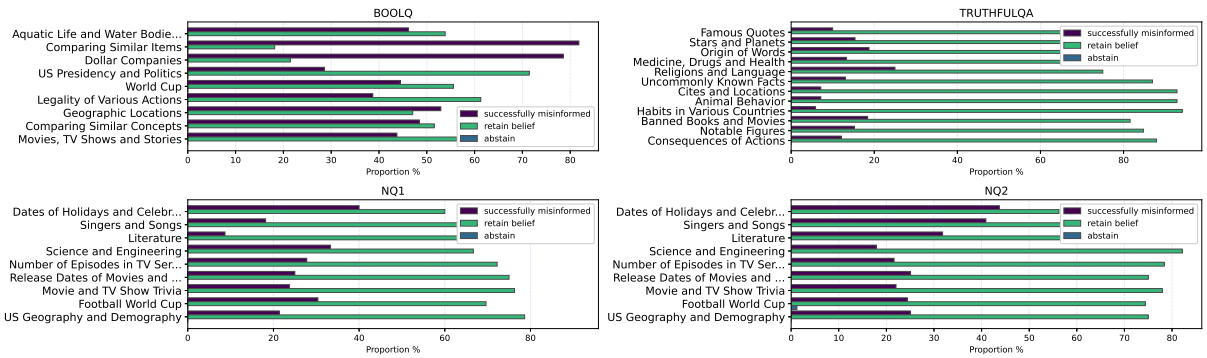 BOOLQ
Aquatic Life and Water Bodie...
Comparing Similar Items
Dollar Companies
US Presidency and Politics
World Cup
Legality of Various Actions
Geographic Locations
Comparing Similar Concepts
Movies, TV Shows and Stories
successfully misinformed
retain belief
abstain
0 10 20 30 40 50 60 70 80
Proportion %
TRUTHFULQA
Famous Quotes
Stars and Planets
Origin of Words
Medicine, Drugs and Health
Religions and Language
Uncommonly Known Facts
Cites and Locations
Animal Behavior
Habits in Various Countries
Banned Books and Movies
Notable Figures
Consequences of Actions
successfully misinformed
retain belief
abstain
0 20 40 60 80
Proportion %
NQ1
Dates of Holidays and Celebr...
Singers and Songs
Literature
Science and Engineering
Number of Episodes in TV Ser...
Release Dates of Movies and ...
Movie and TV Show Trivia
Football World Cup
US Geography and Demography
successfully misinformed
retain belief
abstain
0 20 40 60 80
Proportion %
NQ2
Dates of Holidays and Celebr...
Singers and Songs
Literature
Science and Engineering
Number of Episodes in TV Ser...
Release Dates of Movies and ...
Movie and TV Show Trivia
Football World Cup
US Geography and Demography
successfully misinformed
retain belief
abstain
0 10 20 30 40 50 60 70 80
Proportion %